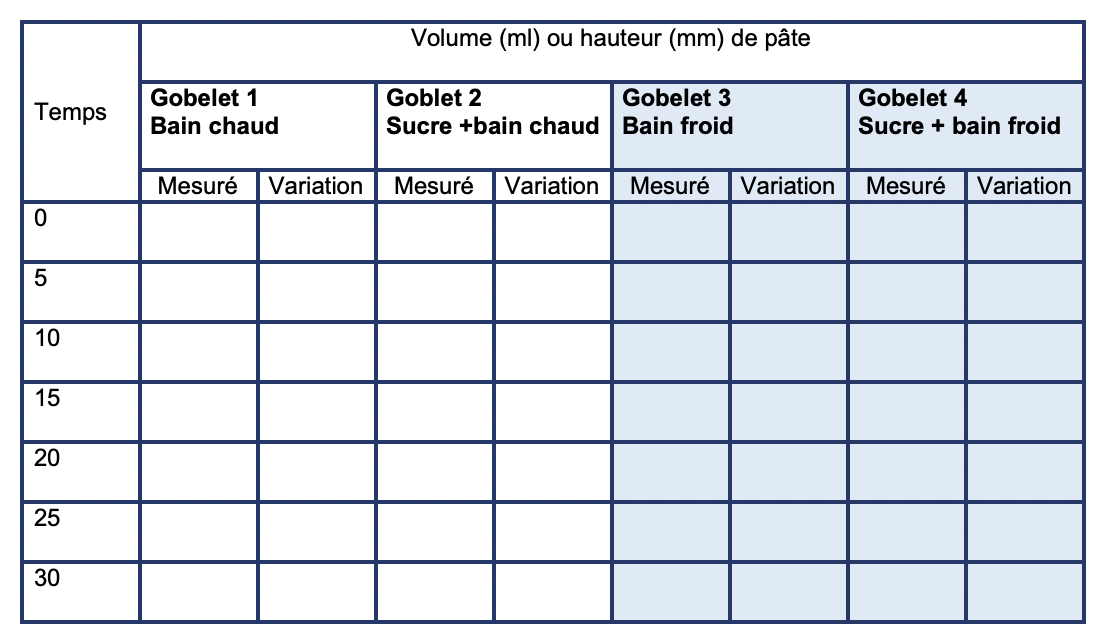 Volume (ml) ou hauteur (mm) de pâte
Temps
Gobelet 1
Bain chaud
Goblet 2
Sucre +bain chaud
Gobelet 3
Bain froid
Gobelet 4
Sucre + bain froid
Mesuré Variation Mesuré Variation Mesuré Variation Mesuré Variation
0
5
10
15
20
25
30